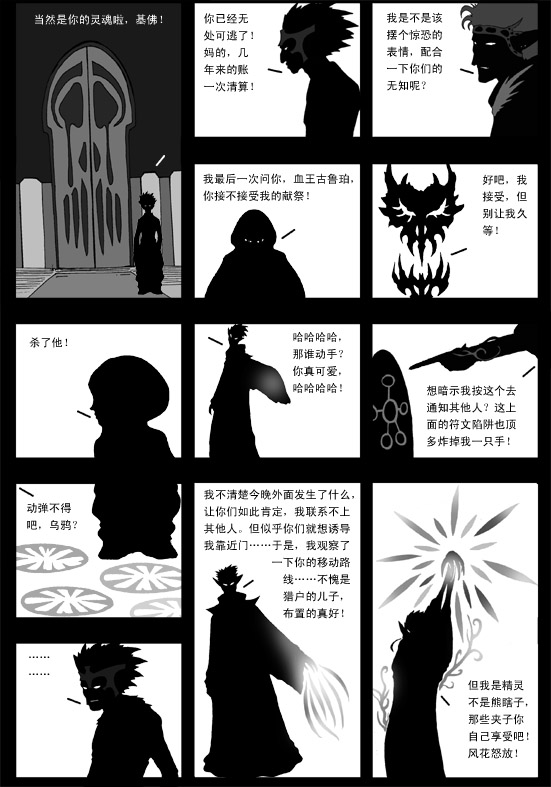 当然是你的灵魂啦，基佛！
你已经无
处可逃了！
妈的，几
年来的账
一次清算！
我是不是该
摆个惊恐的
表情，配合
一下你们的
无知呢？
我最后一次问你，血王古鲁珀，
你接不接受我的献祭！
好吧，我
接受，但
别让我久
等！
杀了他！
哈哈哈哈，
那谁动手？
你真可爱，
哈哈哈哈！
想暗示我按这个去
通知其他人？这上
面的符文陷阱也顶
多炸掉我一只手！
动弹不得
吧，乌鸦？
我不清楚今晚外面发生了什么，
让你们如此肯定，我联系不上
其他人。但似乎你们就想诱导
我靠近门……于是，我观察了
一下你的移动路
线……不愧是
猎户的儿子，
布置的真好！
但我是精灵
不是熊瞎子，
那些夹子你
自己享受吧！
风花怒放！
……
……